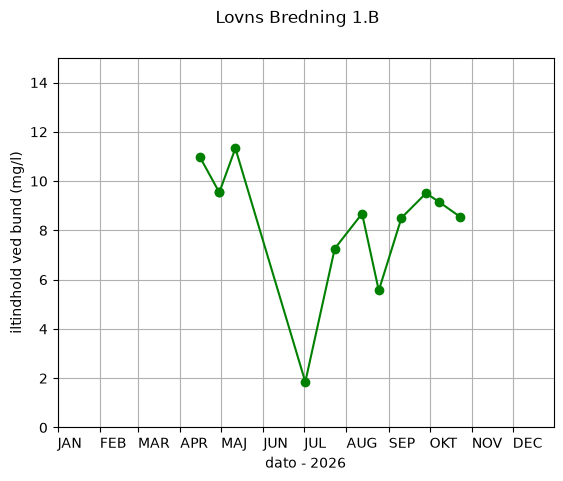 Lovns Bredning 1.B
iltindhold ved bund (mg/l)
14
12
10
8
6
4
2
0
JAN FEB MAR APR MAJ JUN JUL AUG SEP OKT NOV DEC
dato - 2026